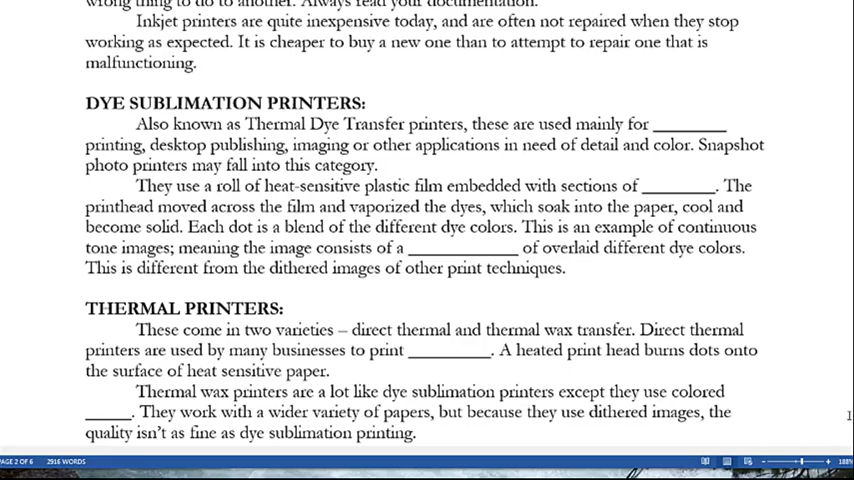 wrong thing to do to another. Always read your documentation.
Inkjet printers are quite inexpensive today, and are often not repaired when they stop
working as expected. It is cheaper to buy a new one than to attempt to repair one that is
malfunctioning.
DYE SUBLIMATION PRINTERS:
Also known as Thermal Dye Transfer printers, these are used mainly for ________
printing, desktop publishing, imaging or other applications in need of detail and color. Snapshot
photo printers may fall into this category.
They use a roll of heat-sensitive plastic film embedded with sections of ________. The
printhead moved across the film and vaporized the dyes, which soak into the paper, cool and
become solid. Each dot is a blend of the different dye colors. This is an example of continuous
tone images; meaning the image consists of a ____________ of overlaid different dye colors.
This is different from the dithered images of other print techniques.
THERMAL PRINTERS:
These come in two varieties – direct thermal and thermal wax transfer. Direct thermal
printers are used by many businesses to print _________. A heated print head burns dots onto
the surface of heat sensitive paper.
Thermal wax printers are a lot like dye sublimation printers except they use colored
_____. They work with a wider variety of papers, but because they use dithered images, the
quality isn't as fine as dye sublimation printing.
PAGE 2 OF 6 2916 WORDS 188%